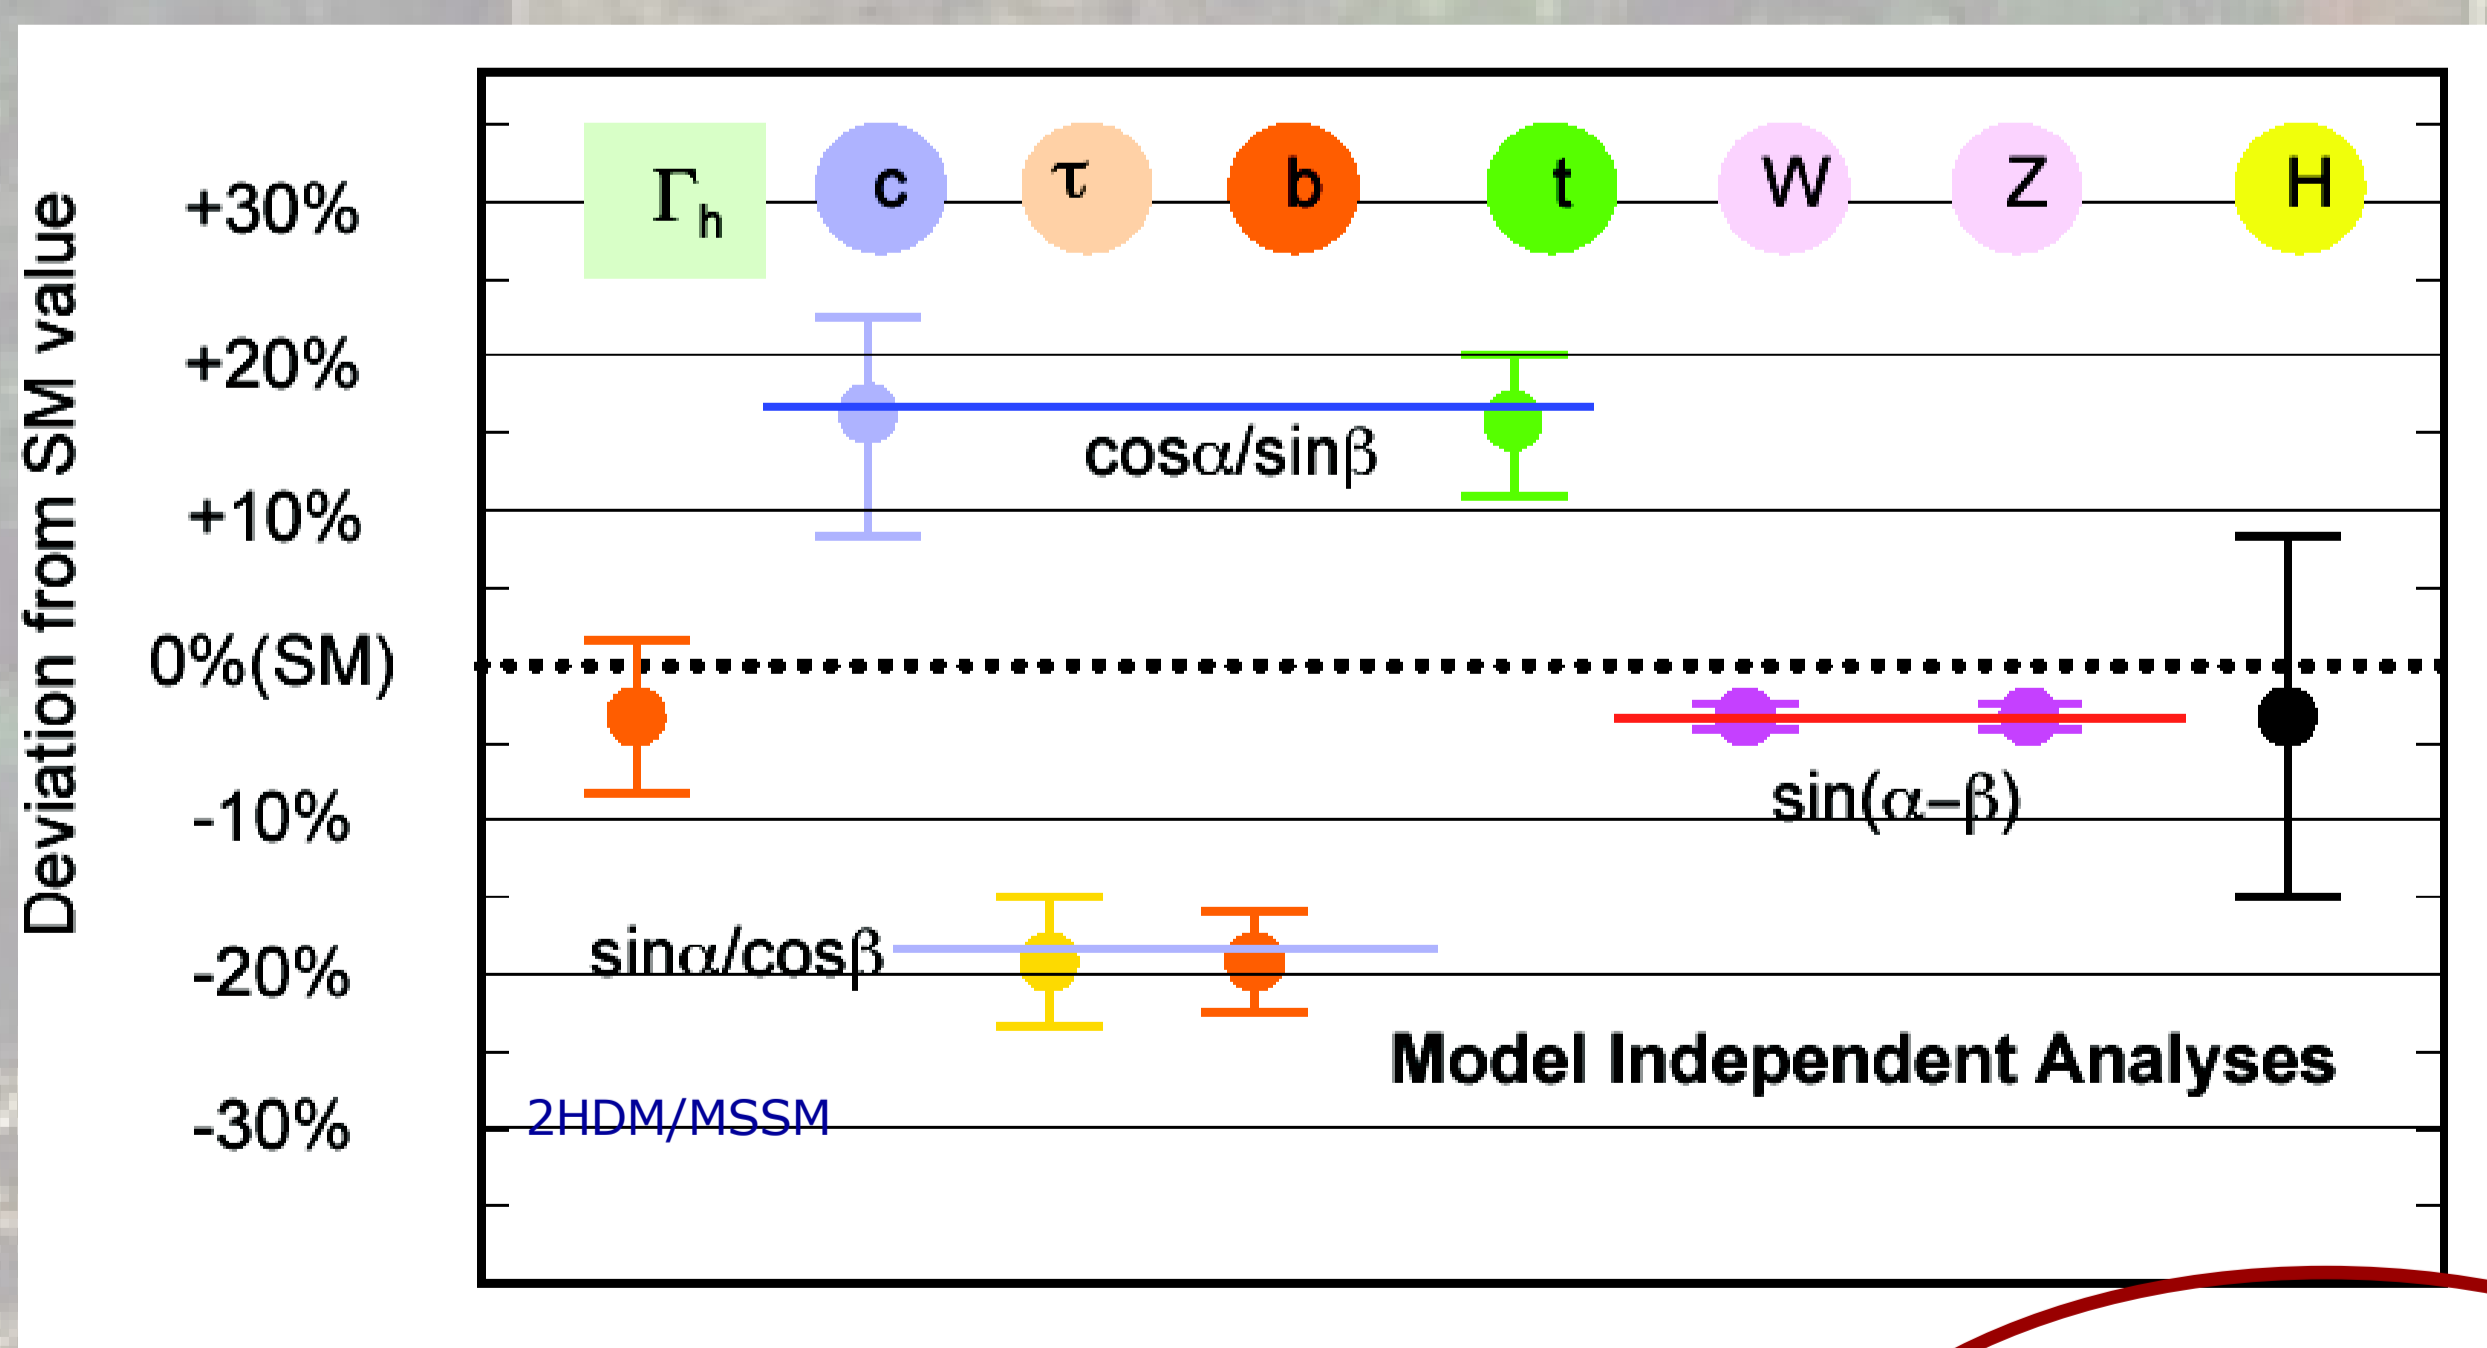 Deviation from SM value
+30%
+20%
+10%
0%(SM)
-10%
-20%
-30%
Γh c τ b t W Z H
cosα/sinβ
sin(α−β)
sinα/cosβ
Model Independent Analyses
2HDM/MSSM